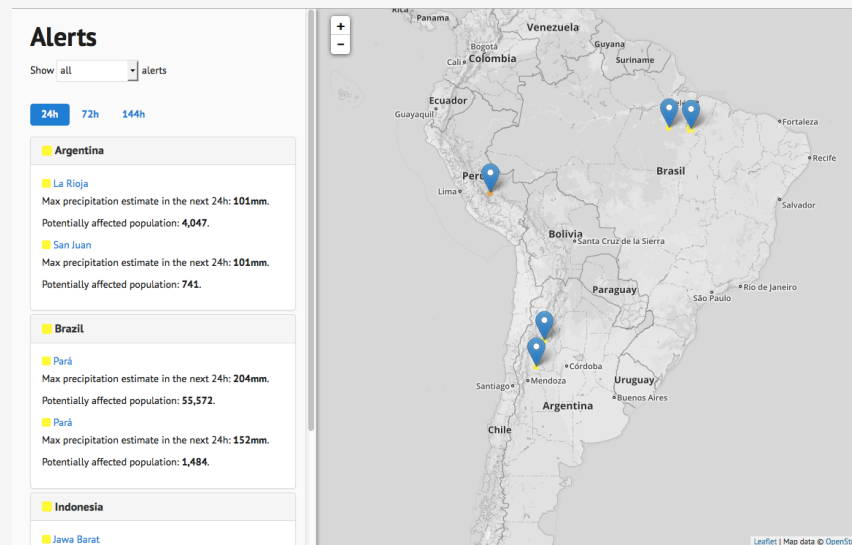 Alerts
Show all alerts
24h 72h 144h
Argentina
La Rioja
Max precipitation estimate in the next 24h: 101mm.
Potentially affected population: 4,047.
San Juan
Max precipitation estimate in the next 24h: 101mm.
Potentially affected population: 741.
Brazil
Pará
Max precipitation estimate in the next 24h: 204mm.
Potentially affected population: 55,572.
Pará
Max precipitation estimate in the next 24h: 152mm.
Potentially affected population: 1,484.
Indonesia
Jawa Barat
+
−
Panama
Venezuela
Bogotá
Guyana
Cali
Colombia
Suriname
Ecuador
Guayaquil
Fortaleza
Recife
Brasil
Lima
Salvador
Bolivia
Santa Cruz de la Sierra
Paraguay
Rio de Janeiro
São Paulo
Córdoba
Mendoza
Santiago
Uruguay
Buenos Aires
Argentina
Chile
Leaflet | Map data ©